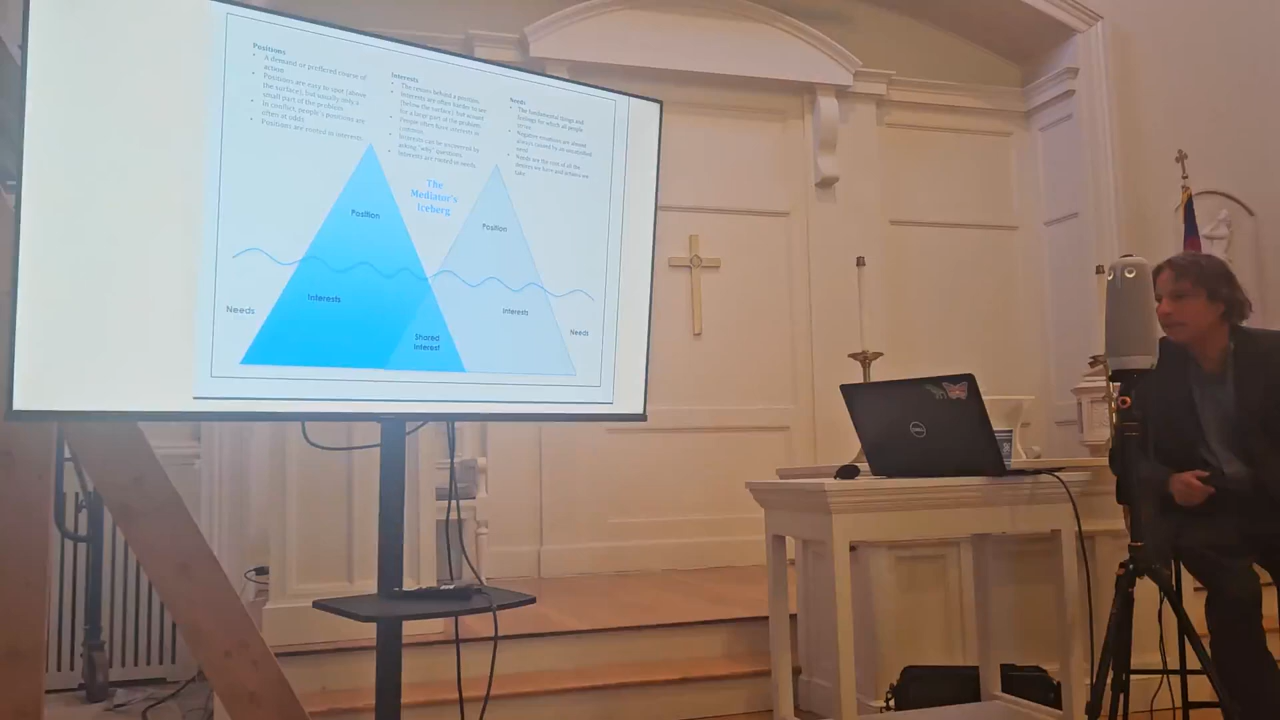 Positions
• A demand or preferred course of
action.
• Positions are easy to spot (above
the surface), but usually only a
small part of the problem.
• In conflict, people's positions are
often at odds.
• Positions are rooted in interests.
Interests
• The reason behind a position.
• Interests are often harder to see
(below the surface), but account
for a large part of the problem.
• People often have interests in
common.
• Interests can be uncovered by
asking "why" questions.
• Interests are rooted in needs.
Needs
• The fundamental things and
feelings for which all people
strive.
• Negative emotions are almost
always caused by an unsatisfied
need.
• Needs are the root of all the
desires we have and actions we
take.
The
Mediator's
Iceberg
Position
Position
Interests
Interests
Needs
Needs
Shared
Interest
DELL